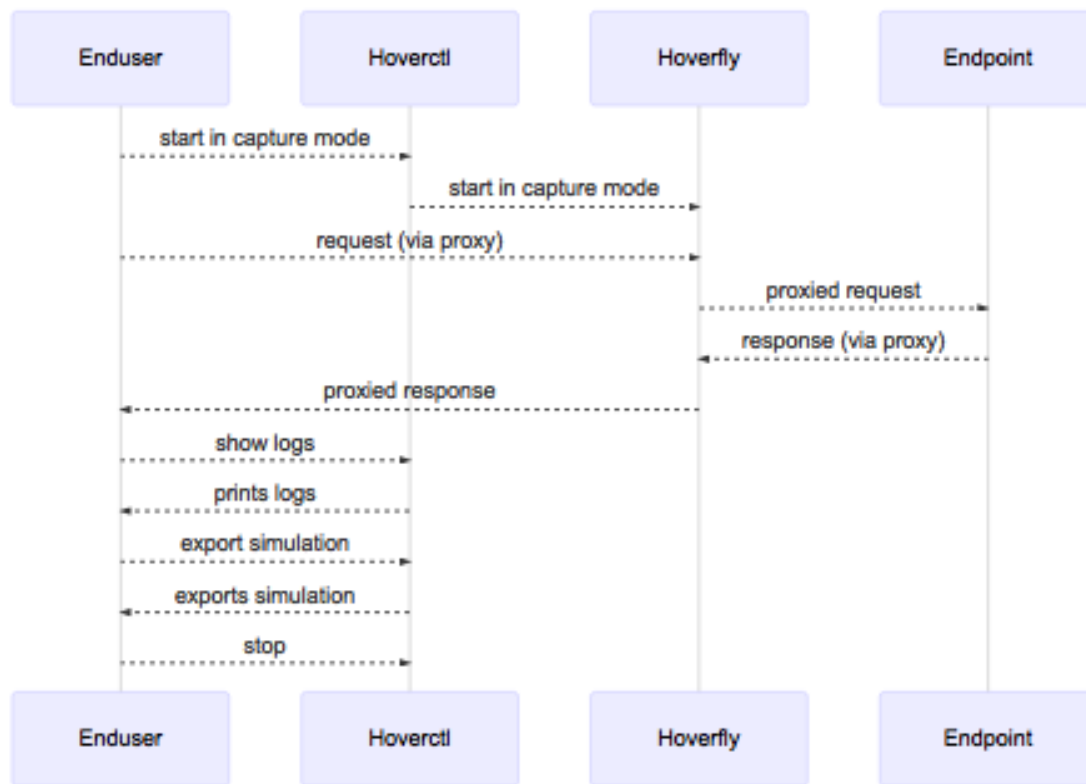 Enduser
Hoverctl
Hoverfly
Endpoint
start in capture mode
start in capture mode
request (via proxy)
proxied request
response (via proxy)
proxied response
show logs
prints logs
export simulation
exports simulation
stop
Enduser
Hoverctl
Hoverfly
Endpoint